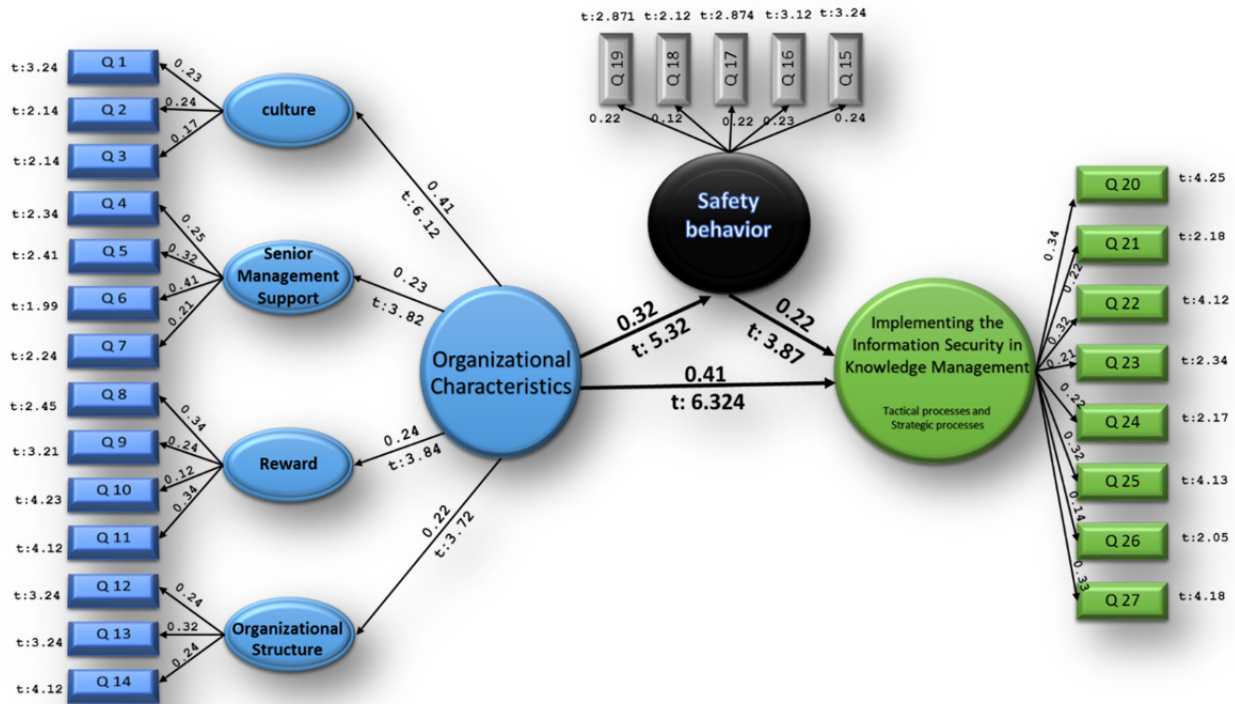 t:2.871 t:2.12 t:2.874 t:3.12 t:3.24
Q 19 Q 18 Q 17 Q 16 Q 15
0.22 0.12 0.22 0.23 0.24
Safety
behavior
t:3.24 Q 1 0.23
t:2.14 Q 2 0.24
t:2.14 Q 3 0.17
culture
t:2.34 Q 4 0.25
t:2.41 Q 5 0.32
t:1.99 Q 6 0.41
t:2.24 Q 7 0.21
Senior
Management
Support
t:2.45 Q 8 0.34
t:3.21 Q 9 0.24
t:4.23 Q 10 0.12
t:4.12 Q 11 0.34
Reward
t:3.24 Q 12 0.24
t:3.24 Q 13 0.32
t:4.12 Q 14 0.24
Organizational
Structure
0.41
t:6.12
0.23
t:3.82
0.24
t:3.84
0.22
t:3.72
Organizational
Characteristics
0.32
t: 5.32
0.22
t: 3.87
0.41
t: 6.324
Implementing the
Information Security in
Knowledge Management
Tactical processes and
Strategic processes
0.34 Q 20 t:4.25
0.22 Q 21 t:2.18
0.32 Q 22 t:4.12
0.21 Q 23 t:2.34
0.22 Q 24 t:2.17
0.32 Q 25 t:4.13
0.14 Q 26 t:2.05
0.33 Q 27 t:4.18